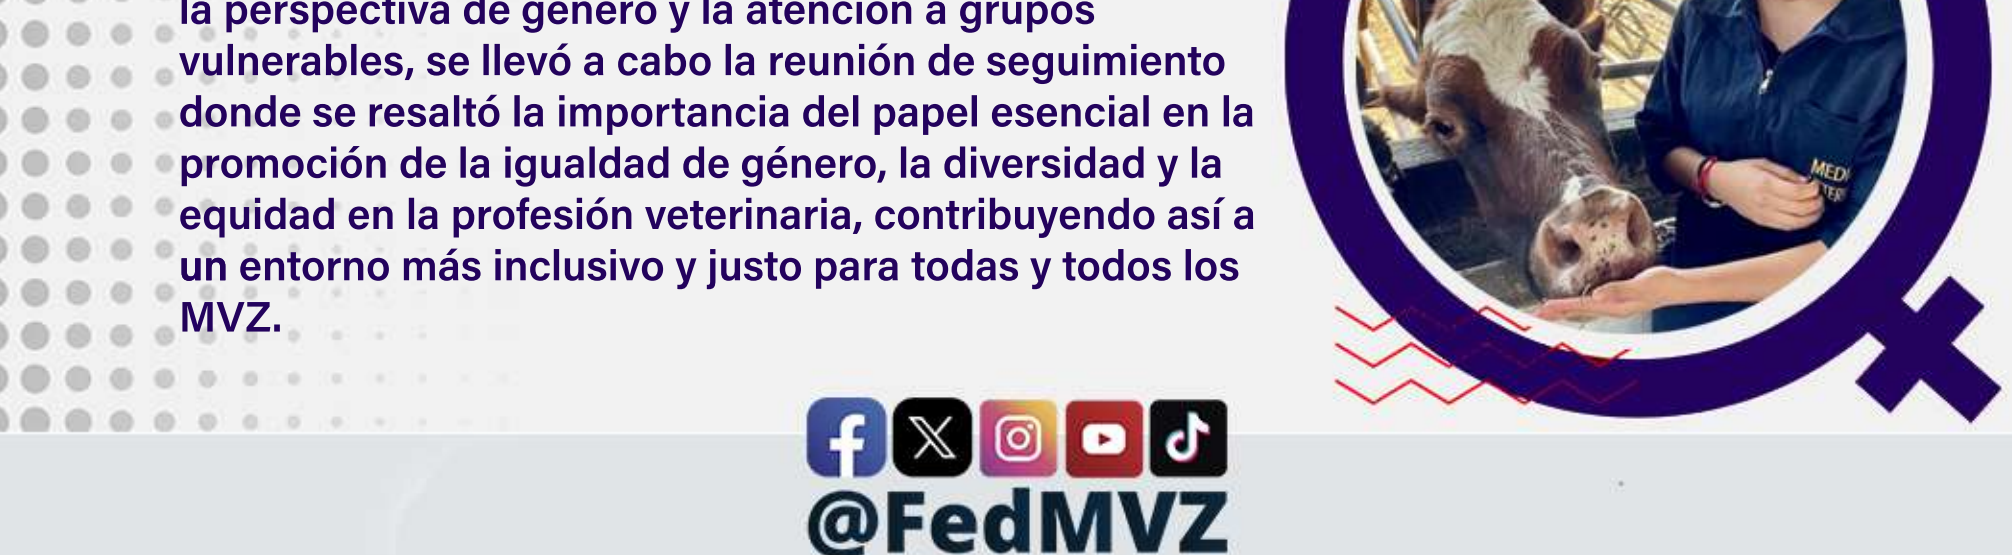 la perspectiva de género y la atención a grupos
vulnerables, se llevó a cabo la reunión de seguimiento
donde se resaltó la importancia del papel esencial en la
promoción de la igualdad de género, la diversidad y la
equidad en la profesión veterinaria, contribuyendo así a
un entorno más inclusivo y justo para todas y todos los
MVZ.
MEDI
@FedMVZ